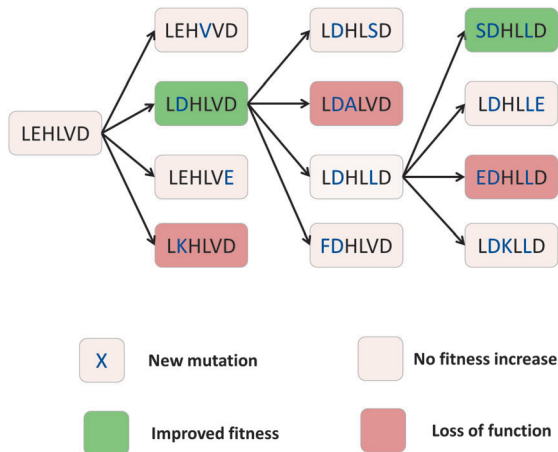 LEHVVD LDHLSD SDHLLD
LDHLVD LDALVD LDHLLE
LEHLVD
LEHLVE LDHLLD EDHLLD
LKHLVD FDHLVD LDKLLD
X New mutation No fitness increase
Improved fitness Loss of function